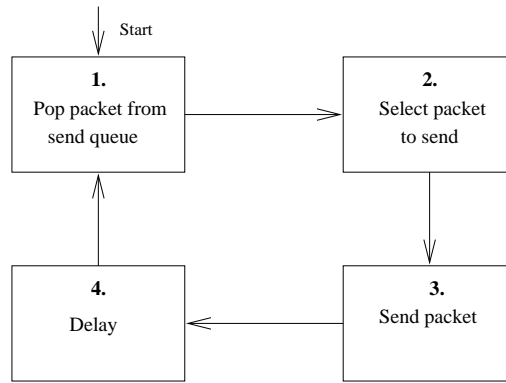 Start
1.
Pop packet from
send queue
2.
Select packet
to send
3.
Send packet
4.
Delay